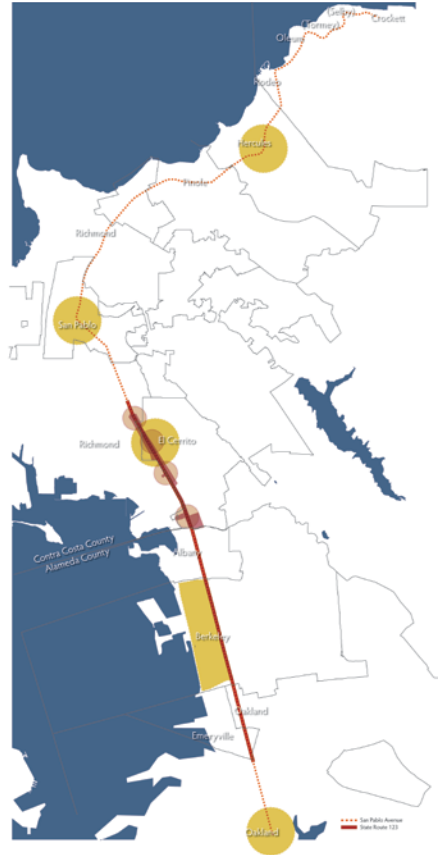 (Selby)
Crockett
(Tormey)
Oleum
Rodeo
Hercules
Pinole
Richmond
San Pablo
Richmond
El Cerrito
Contra Costa County
Alameda County
Albany
Berkeley
Oakland
Emeryville
Oakland
San Pablo Avenue
State Route 123